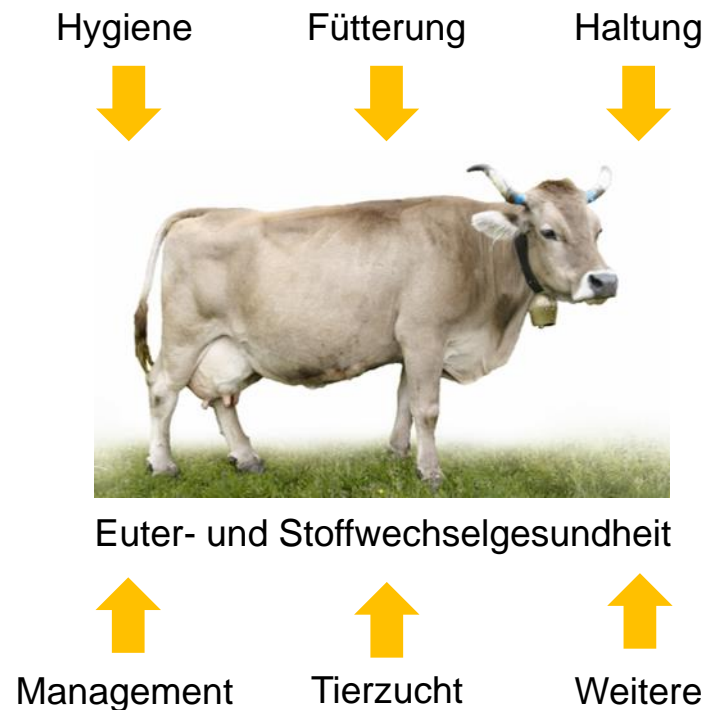 Hygiene Fütterung Haltung
Euter- und Stoffwechselgesundheit
Management Tierzucht Weitere